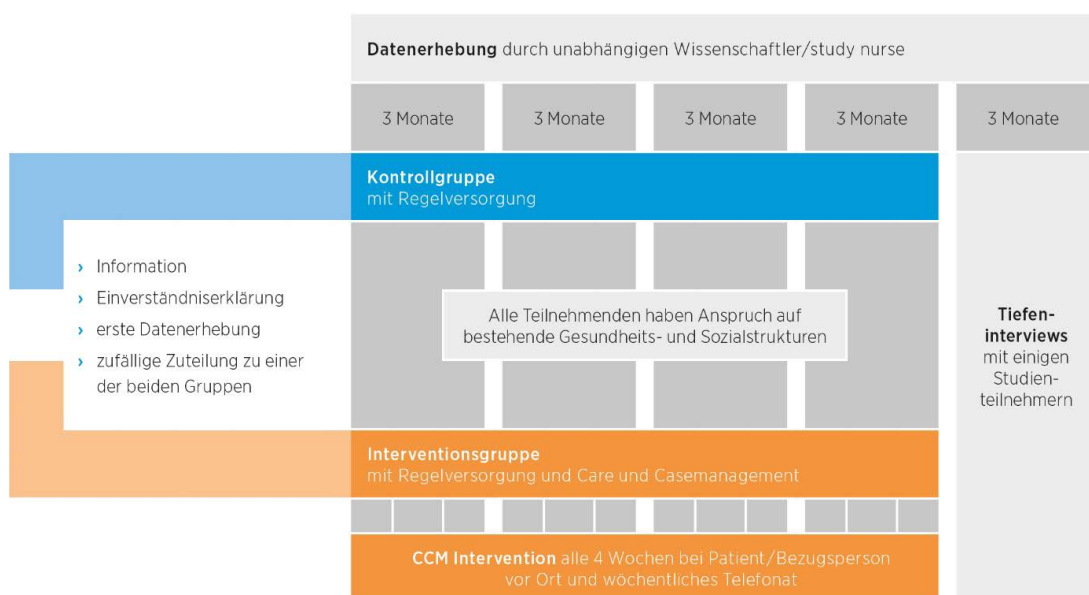 Datenerhebung durch unabhängigen Wissenschaftler/study nurse
3 Monate
3 Monate
3 Monate
3 Monate
3 Monate
Kontrollgruppe
mit Regelversorgung
› Information
› Einverständniserklärung
› erste Datenerhebung
› zufällige Zuteilung zu einer
der beiden Gruppen
Alle Teilnehmenden haben Anspruch auf
bestehende Gesundheits- und Sozialstrukturen
Tiefen-
interviews
mit einigen
Studien-
teilnehmern
Interventionsgruppe
mit Regelversorgung und Care und Casemanagement
CCM Intervention alle 4 Wochen bei Patient/Bezugsperson
vor Ort und wöchentliches Telefonat